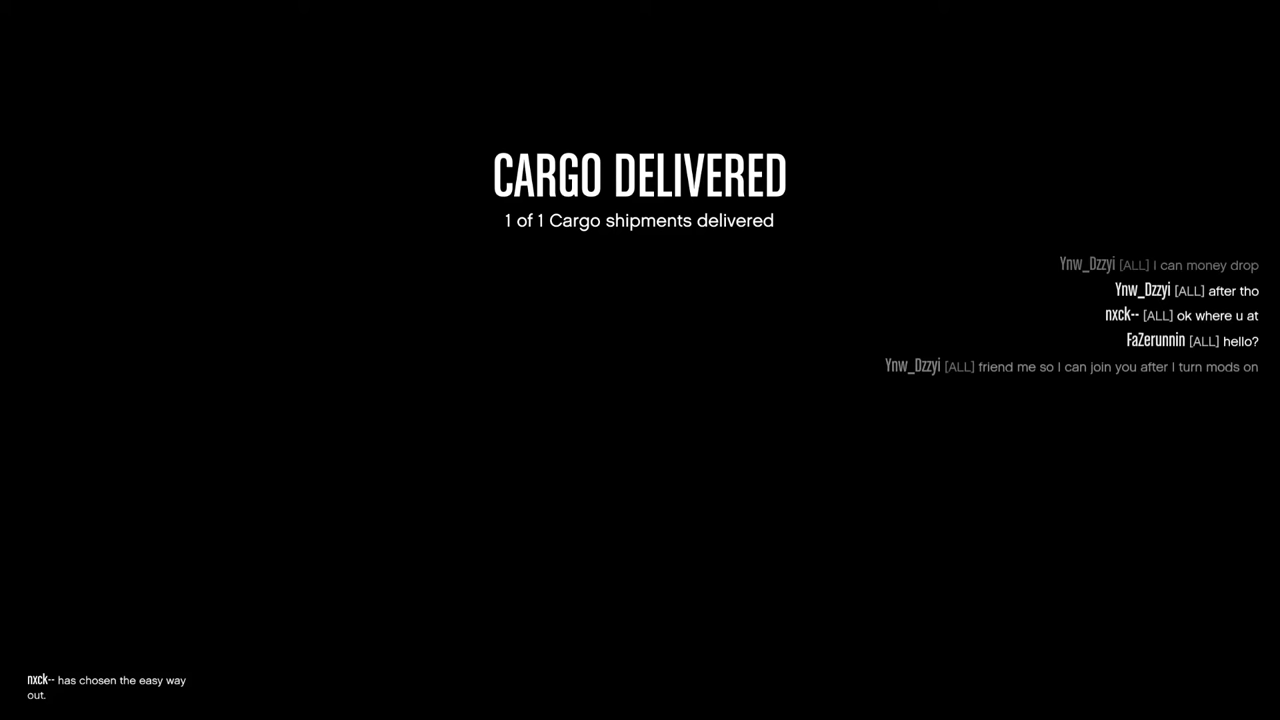 CARGO DELIVERED
1 of 1 Cargo shipments delivered
Ynw_Dzzyi [ALL] I can money drop
Ynw_Dzzyi [ALL] after tho
nxck-- [ALL] ok where u at
FaZerunnin [ALL] hello?
Ynw_Dzzyi [ALL] friend me so I can join you after I turn mods on
nxck-- has chosen the easy way
out.